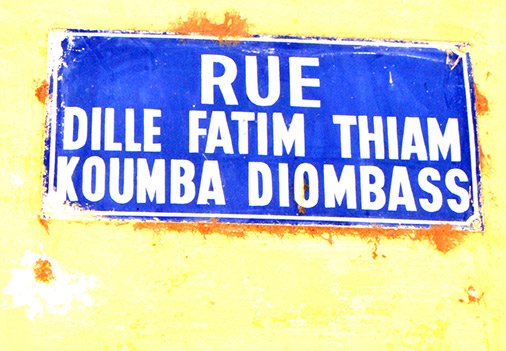 RUE
DILLE FATIM THIAM
KOUMBA DIOMBASS